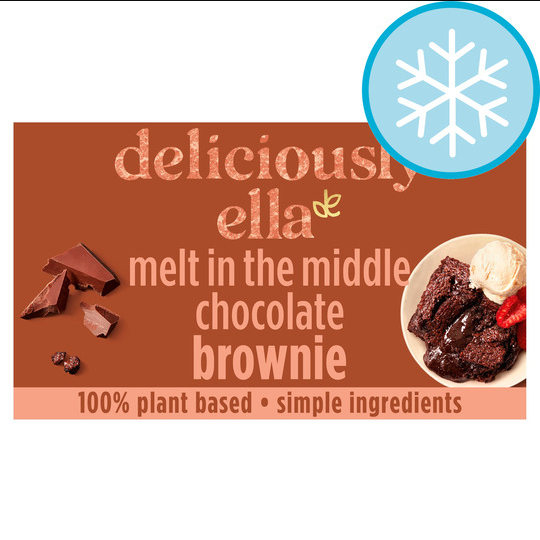 deliciously
ella
melt in the middle
chocolate
brownie
100% plant based • simple ingredients